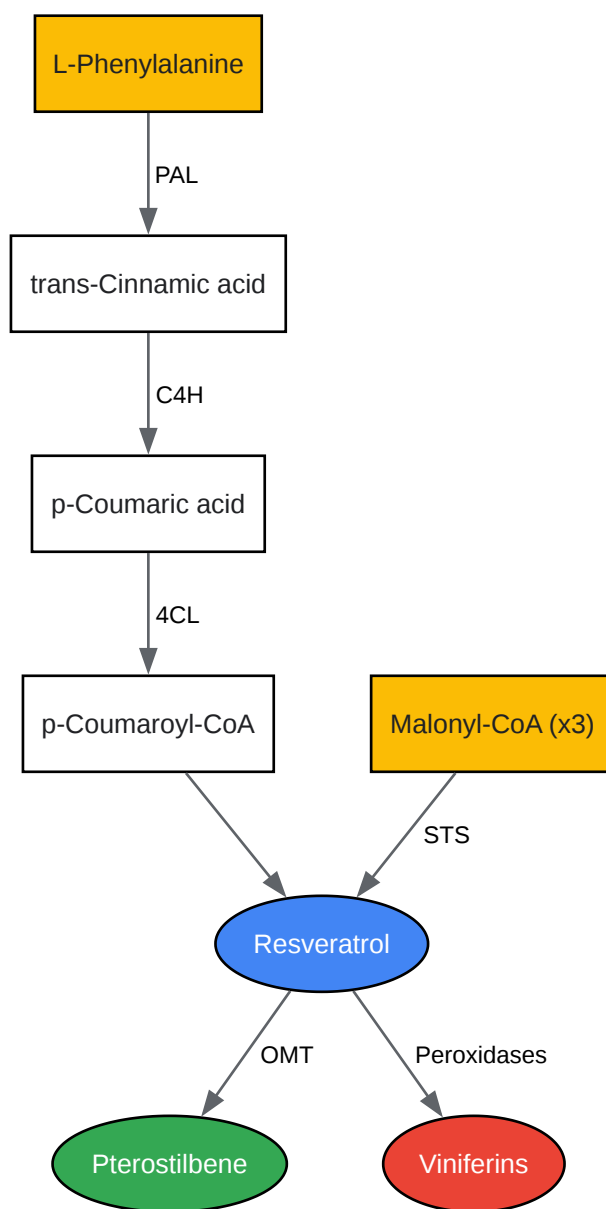 L-Phenylalanine
PAL
trans-Cinnamic acid
C4H
p-Coumaric acid
4CL
p-Coumaroyl-CoA
Malonyl-CoA (x3)
STS
Resveratrol
OMT
Peroxidases
Pterostilbene
Viniferins